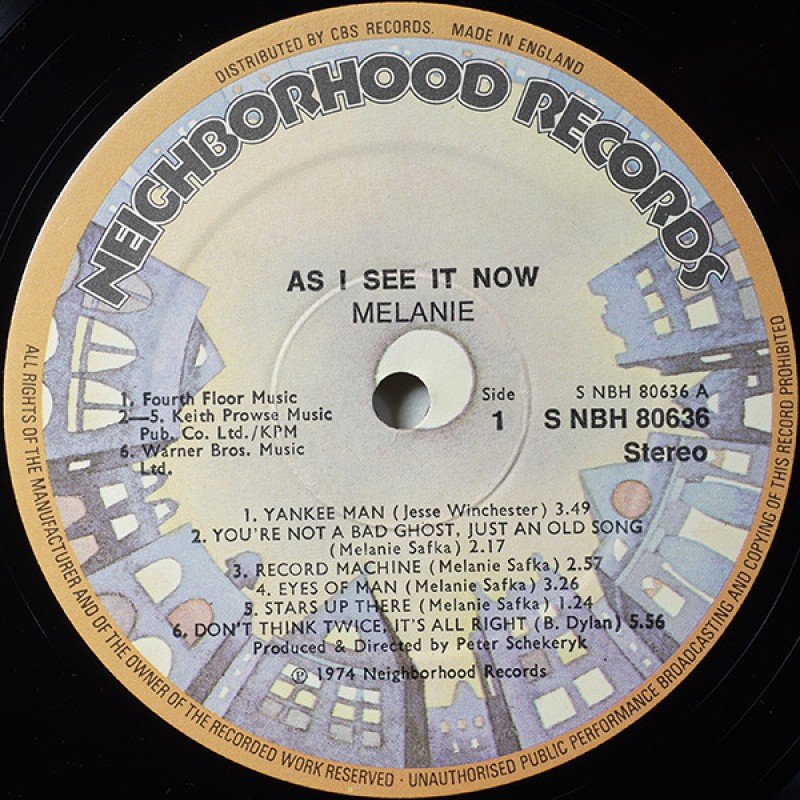 DISTRIBUTED BY CBS RECORDS. MADE IN ENGLAND
NEIGHBORHOOD RECORDS
AS I SEE IT NOW
MELANIE
1. Fourth Floor Music
2—5. Keith Prowse Music
Pub. Co. Ltd./KPM
6. Warner Bros. Music
Ltd.
Side
1
S NBH 80636 A
S NBH 80636
Stereo
1. YANKEE MAN (Jesse Winchester) 3.49
2. YOU'RE NOT A BAD GHOST, JUST AN OLD SONG
(Melanie Safka) 2.17
3. RECORD MACHINE (Melanie Safka) 2.57
4. EYES OF MAN (Melanie Safka) 3.26
5. STARS UP THERE (Melanie Safka) 1.24
6. DON'T THINK TWICE, IT'S ALL RIGHT (B. Dylan) 5.56
Produced & Directed by Peter Schekeryk
℗ 1974 Neighborhood Records
ALL RIGHTS OF THE MANUFACTURER AND OF THE OWNER OF THE RECORDED WORK RESERVED · UNAUTHORISED PUBLIC PERFORMANCE BROADCASTING AND COPYING OF THIS RECORD PROHIBITED